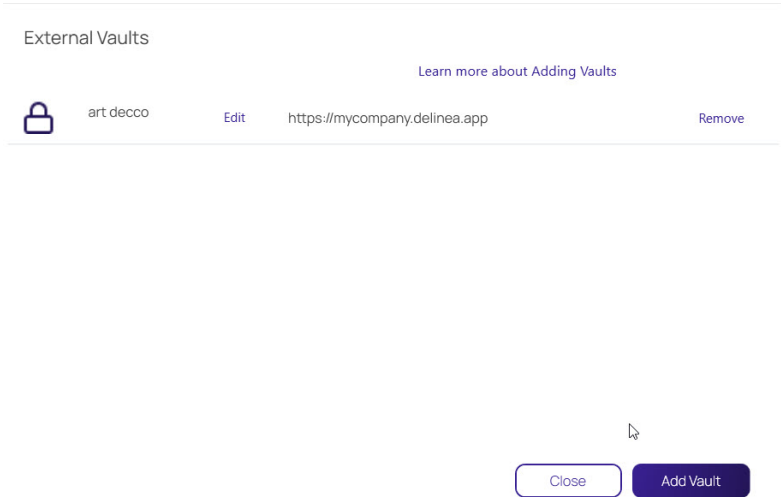 External Vaults
Learn more about Adding Vaults
art decco Edit https://mycompany.delinea.app Remove
Close Add Vault